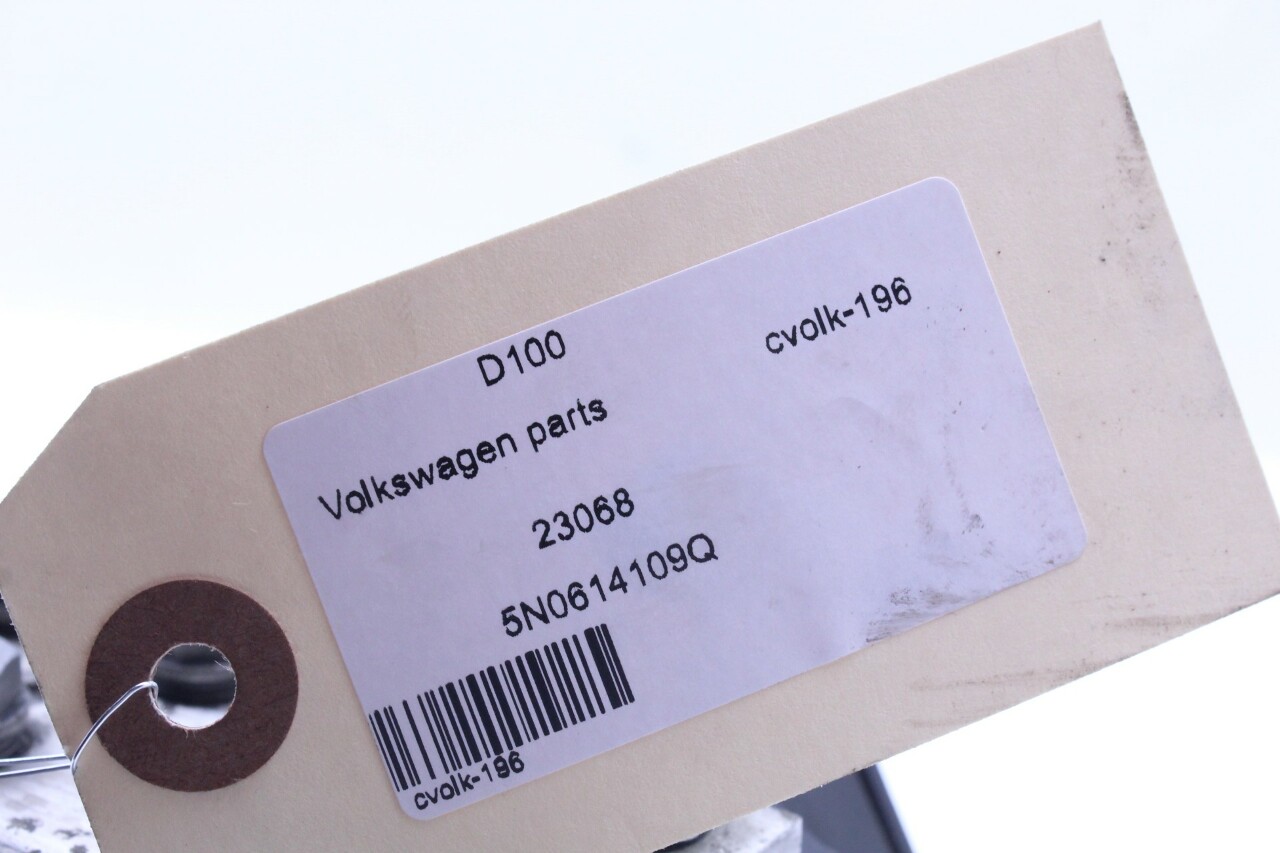 D100
cvolk-196
Volkswagen parts
23068
5N0614109Q
cvolk-196